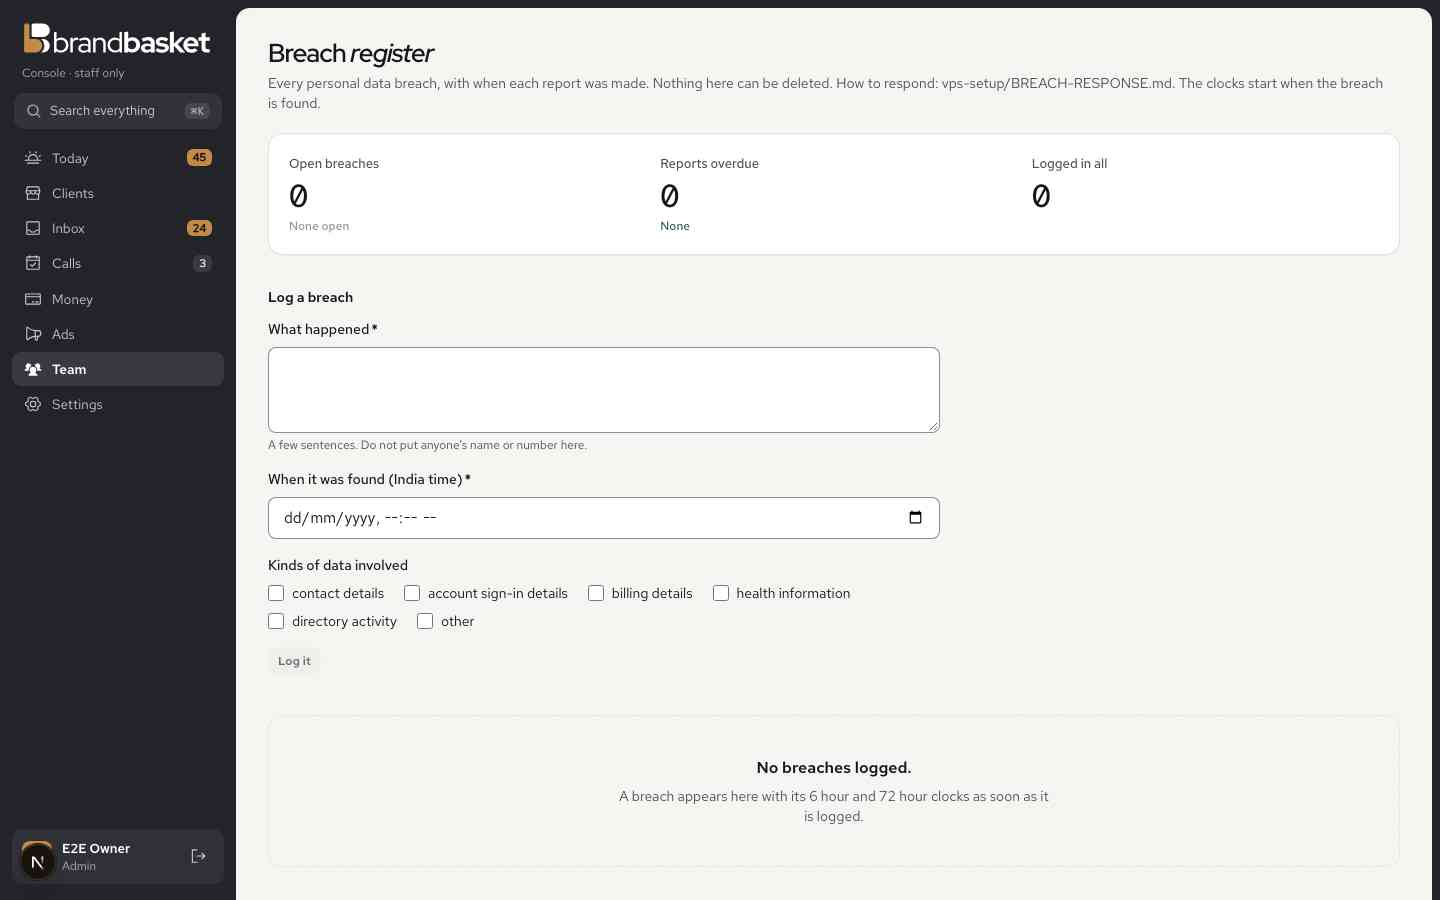 brandbasket
Console · staff only
Search everything ⌘K
Today 45
Clients
Inbox 24
Calls 3
Money
Ads
Team
Settings
N
E2E Owner
Admin
Breach register
Every personal data breach, with when each report was made. Nothing here can be deleted. How to respond: vps-setup/BREACH-RESPONSE.md. The clocks start when the breach
is found.
Open breaches
0
None open
Reports overdue
0
None
Logged in all
0
Log a breach
What happened *
A few sentences. Do not put anyone's name or number here.
When it was found (India time) *
dd/mm/yyyy, --:-- --
Kinds of data involved
contact details account sign-in details billing details health information
directory activity other
Log it
No breaches logged.
A breach appears here with its 6 hour and 72 hour clocks as soon as it
is logged.